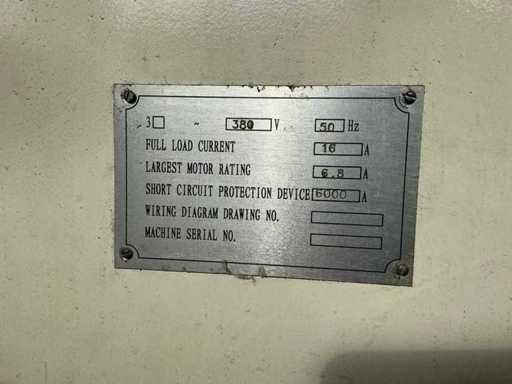 3□ ~ 380 V 50 Hz
FULL LOAD CURRENT 16 A
LARGEST MOTOR RATING 6.8 A
SHORT CIRCUIT PROTECTION DEVICE 6000 A
WIRING DIAGRAM DRAWING NO.
MACHINE SERIAL NO.